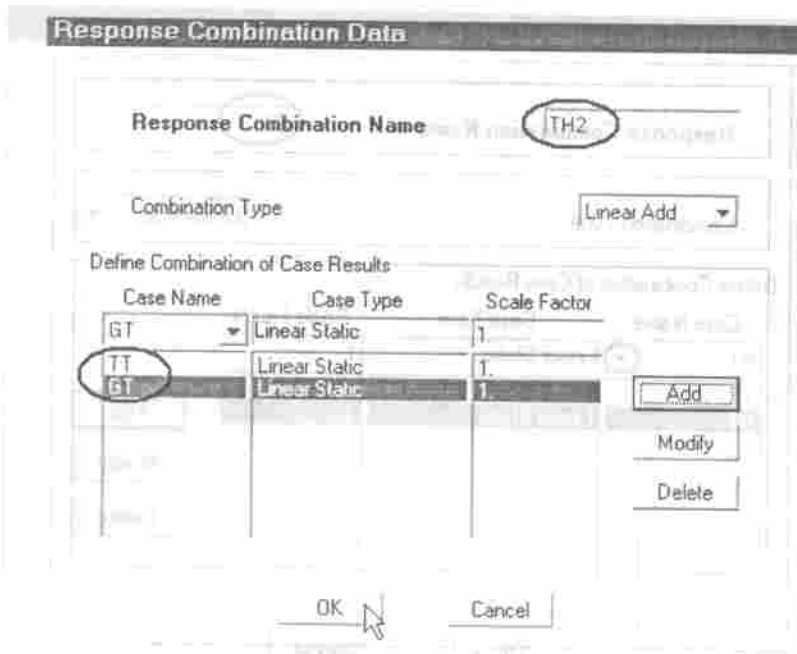 Response Combination Data
Response Combination Name TH2
Combination Type Linear Add
Define Combination of Case Results
Case Name Case Type Scale Factor
GT Linear Static 1.
TT Linear Static 1.
GT Linear Static 1.
Add
Modify
Delete
OK Cancel